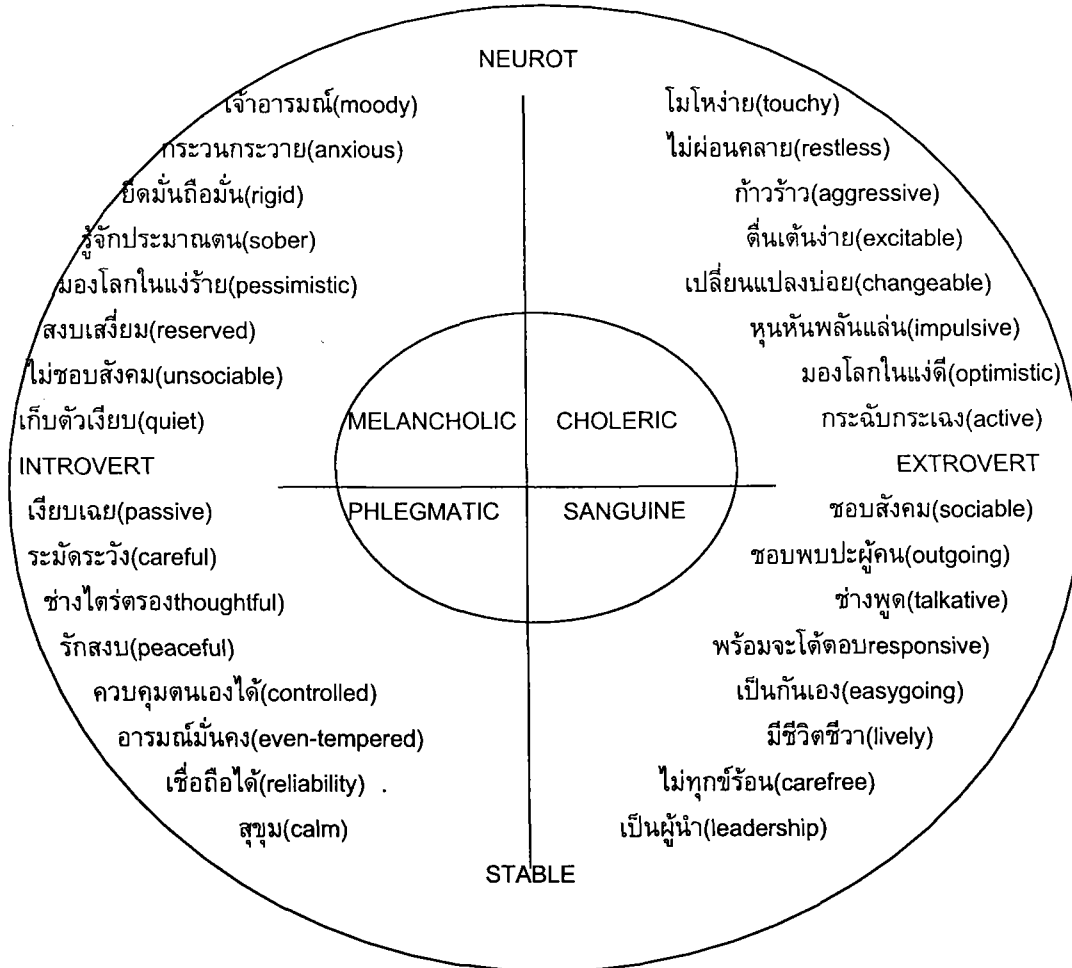 NEUROT
เจ้าอารมณ์(moody) โมโหง่าย(touchy)
กระวนกระวาย(anxious) ไม่ผ่อนคลาย(restless)
ยึดมั่นถือมั่น(rigid) ก้าวร้าว(aggressive)
รู้จักประมาณตน(sober) ตื่นเต้นง่าย(excitable)
มองโลกในแง่ร้าย(pessimistic) เปลี่ยนแปลงบ่อย(changeable)
สงบเสงี่ยม(reserved) หุนหันพลันแล่น(impulsive)
ไม่ชอบสังคม(unsociable) มองโลกในแง่ดี(optimistic)
เก็บตัวเงียบ(quiet) MELANCHOLIC CHOLERIC กระฉับกระเฉง(active)
INTROVERT EXTROVERT
เงียบเฉย(passive) PHLEGMATIC SANGUINE ชอบสังคม(sociable)
ระมัดระวัง(careful) ชอบพบปะผู้คน(outgoing)
ช่างไตร่ตรองthoughtful) ช่างพูด(talkative)
รักสงบ(peaceful) พร้อมจะโต้ตอบresponsive)
ควบคุมตนเองได้(controlled) เป็นกันเอง(easygoing)
อารมณ์มั่นคง(even-tempered) มีชีวิตชีวา(lively)
เชื่อถือได้(reliability) . ไม่ทุกข์ร้อน(carefree)
สุขุม(calm) เป็นผู้นำ(leadership)
STABLE